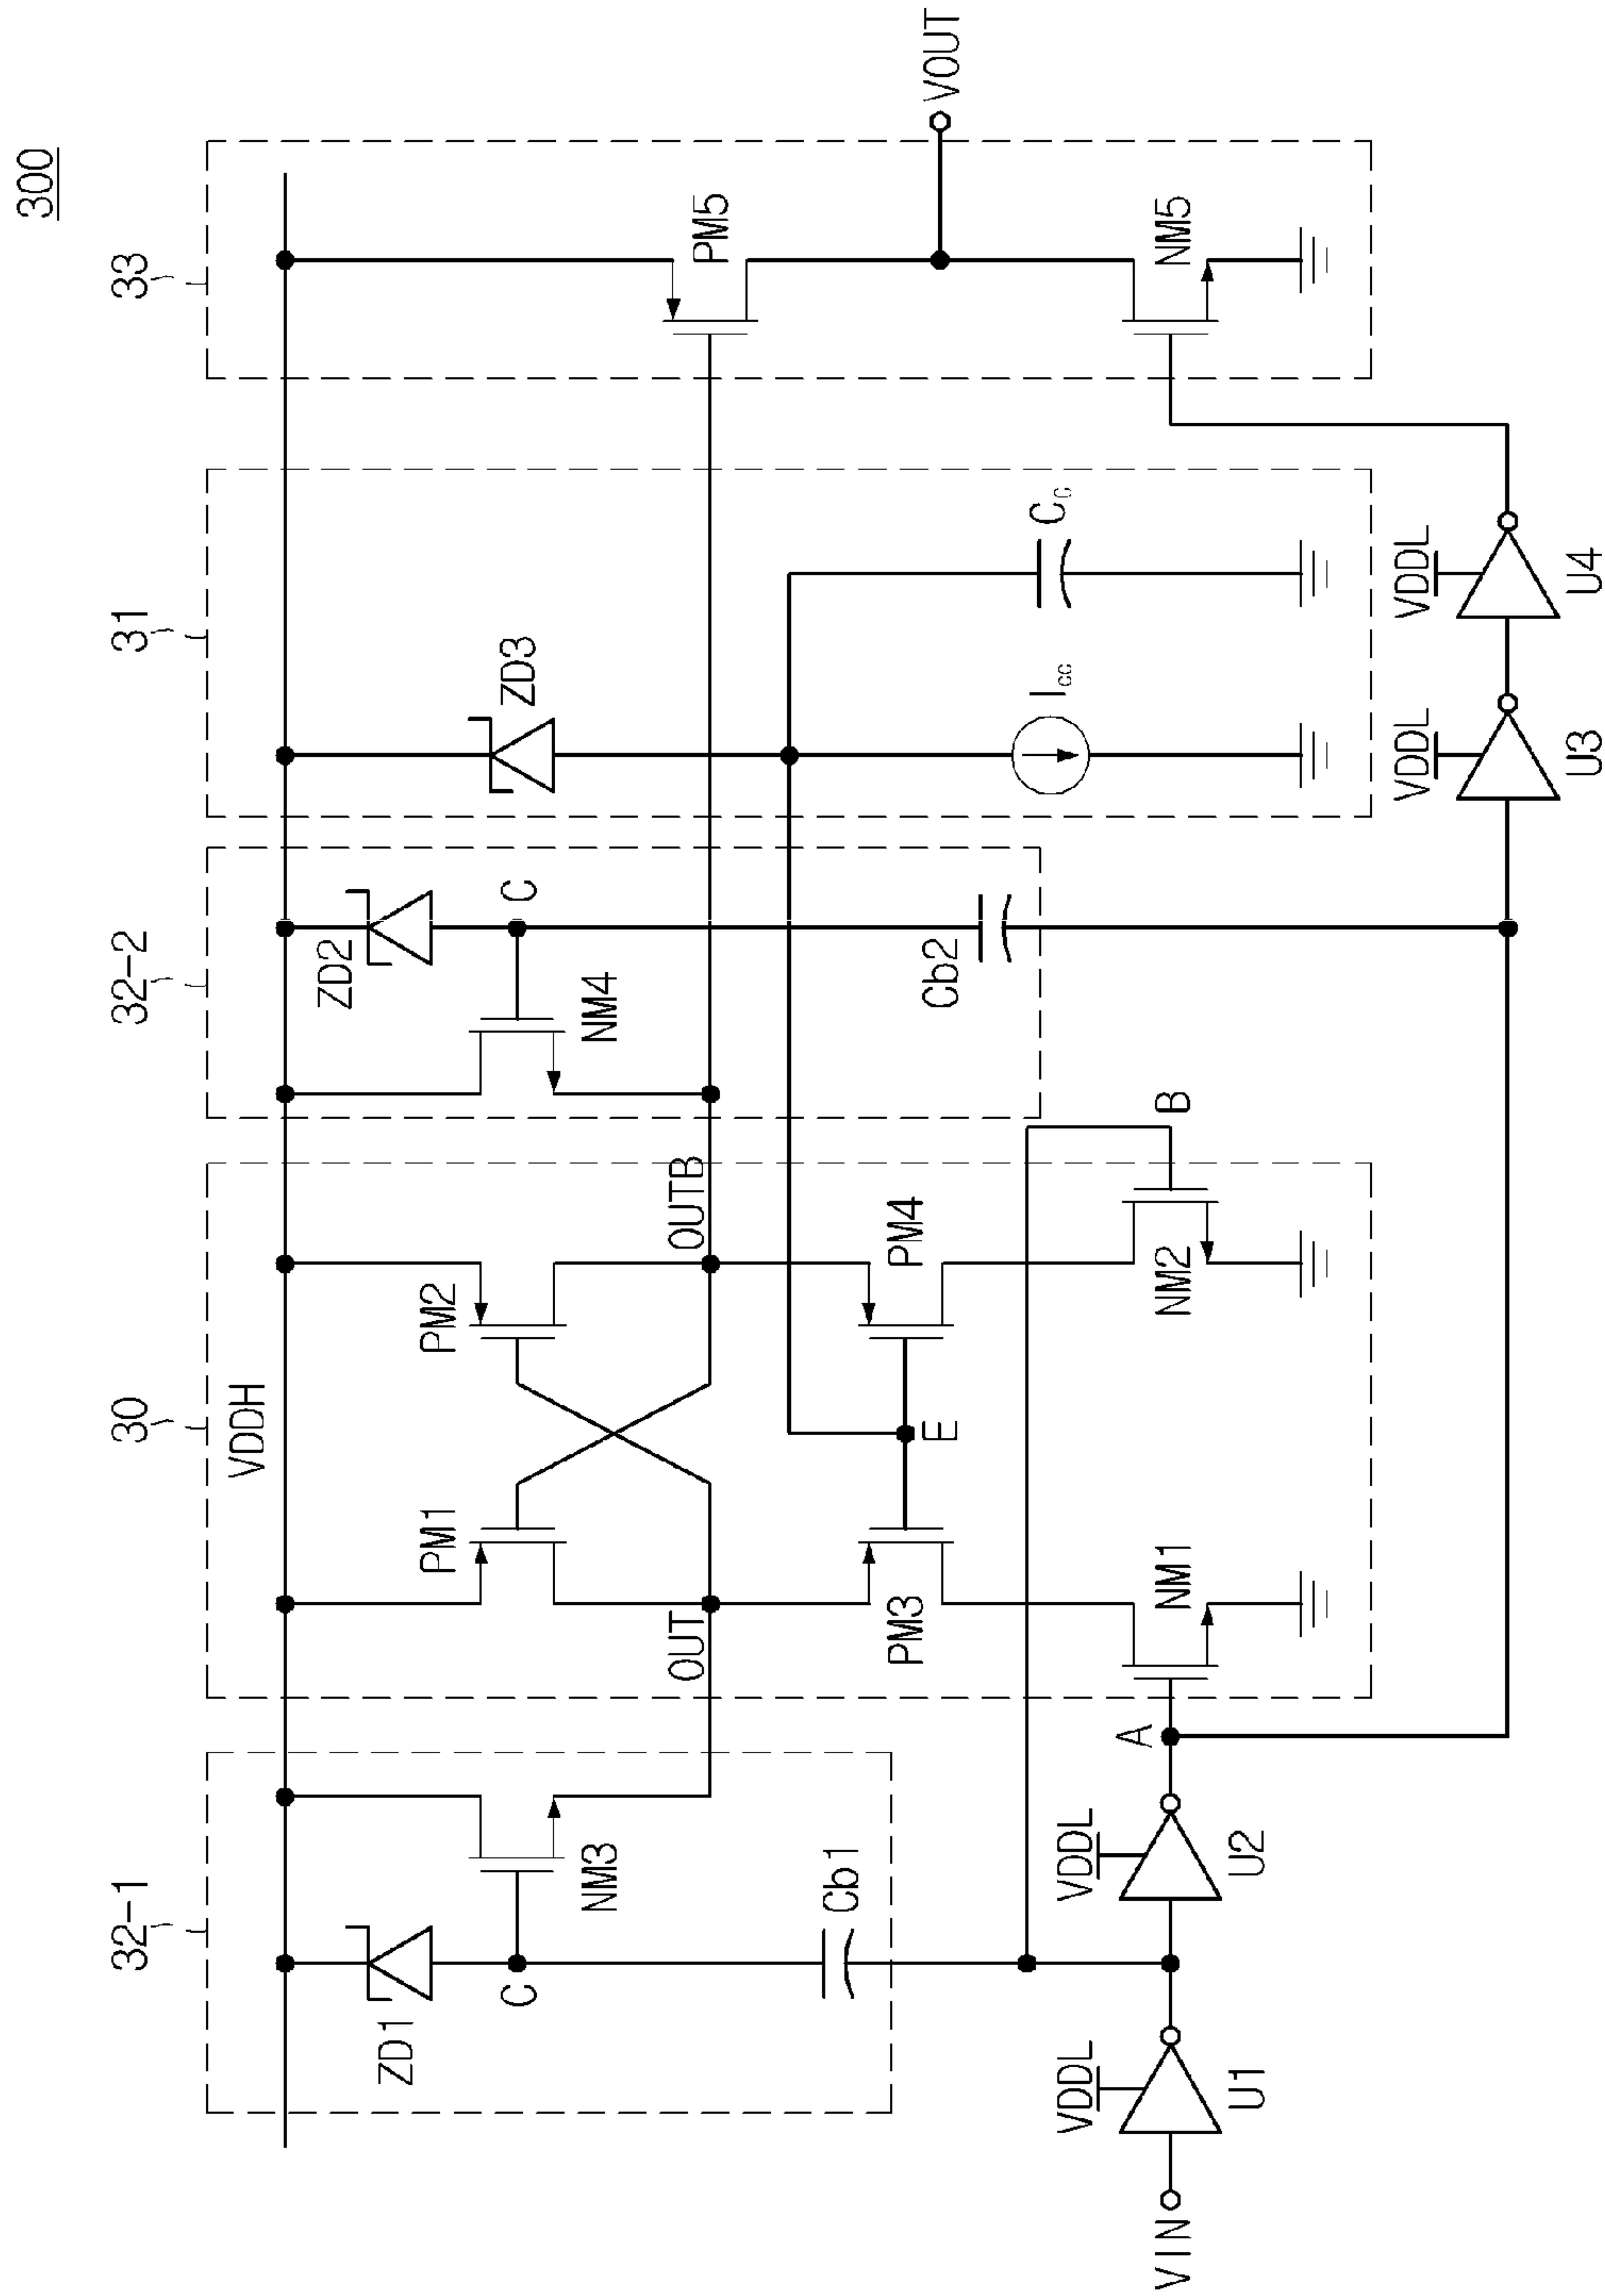 300
32-1
30
32-2
31
33
VDDH
ZD1
C
NM3
Cb1
PM1
PM2
OUT
OUTB
PM3
PM4
E
NM1
NM2
A
B
ZD2
C
NM4
Cb2
ZD3
Icc
Cc
PM5
NM5
VOUT
VIN
VDDL
U1
VDDL
U2
VDDL
U3
VDDL
U4